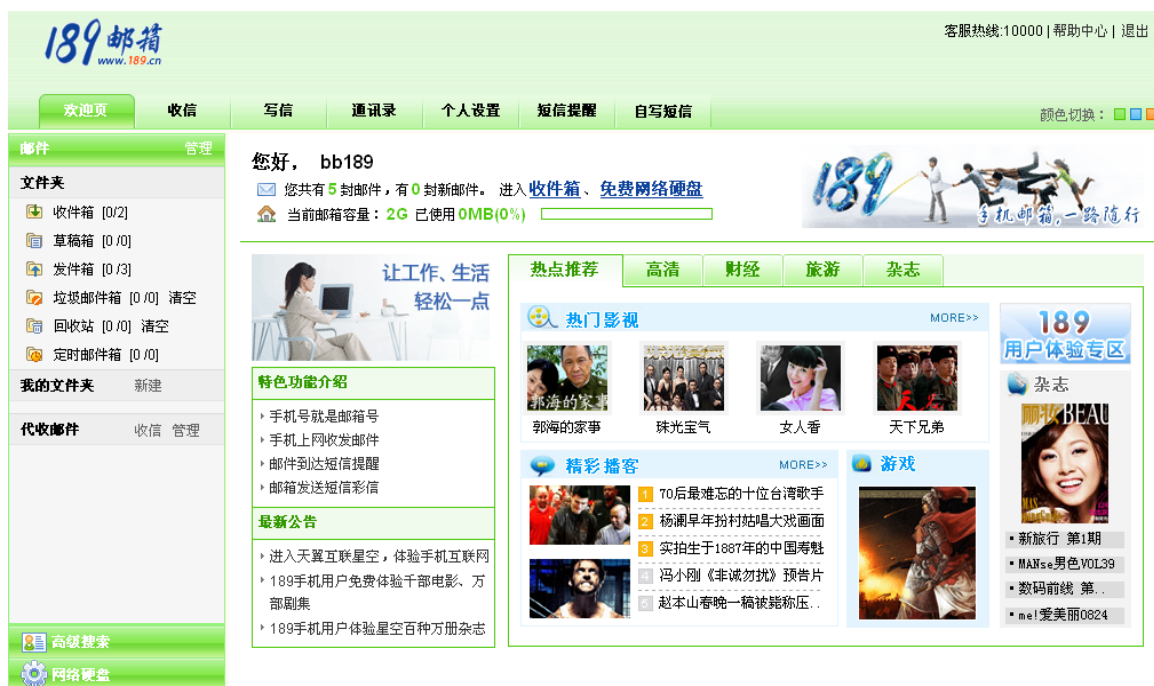 189邮箱
www.189.cn
客服热线:10000 | 帮助中心 | 退出
欢迎页 收信 写信 通讯录 个人设置 短信提醒 自写短信
颜色切换：
邮件 管理
文件夹
收件箱 [0/2]
草稿箱 [0/0]
发件箱 [0/3]
垃圾邮件箱 [0/0] 清空
回收站 [0/0] 清空
定时邮件箱 [0/0]
我的文件夹 新建
代收邮件 收信 管理
高级搜索
网络硬盘
您好， bb189
您共有5封邮件，有0封新邮件。 进入收件箱、免费网络硬盘
当前邮箱容量：2G 已使用0MB(0%)
189
手机邮箱,一路随行
让工作、生活
轻松一点
特色功能介绍
手机号就是邮箱号
手机上网收发邮件
邮件到达短信提醒
邮箱发送短信彩信
最新公告
进入天翼互联星空，体验手机互联网
189手机用户免费体验千部电影、万
部剧集
189手机用户体验星空百种万册杂志
热点推荐 高清 财经 旅游 杂志
热门影视 MORE>>
郭海的家事
郭海的家事 珠光宝气 女人香 天下兄弟
精彩播客 MORE>>
1 70后最难忘的十位台湾歌手
2 杨澜早年扮村姑唱大戏画面
3 实拍生于1887年的中国寿魁
4 冯小刚《非诚勿扰》预告片
5 赵本山春晚一稿被毙称压..
游戏
189
用户体验专区
杂志
丽妆BEAU
新旅行 第1期
MANse男色VOL39
数码前线 第..
me!爱美丽0824